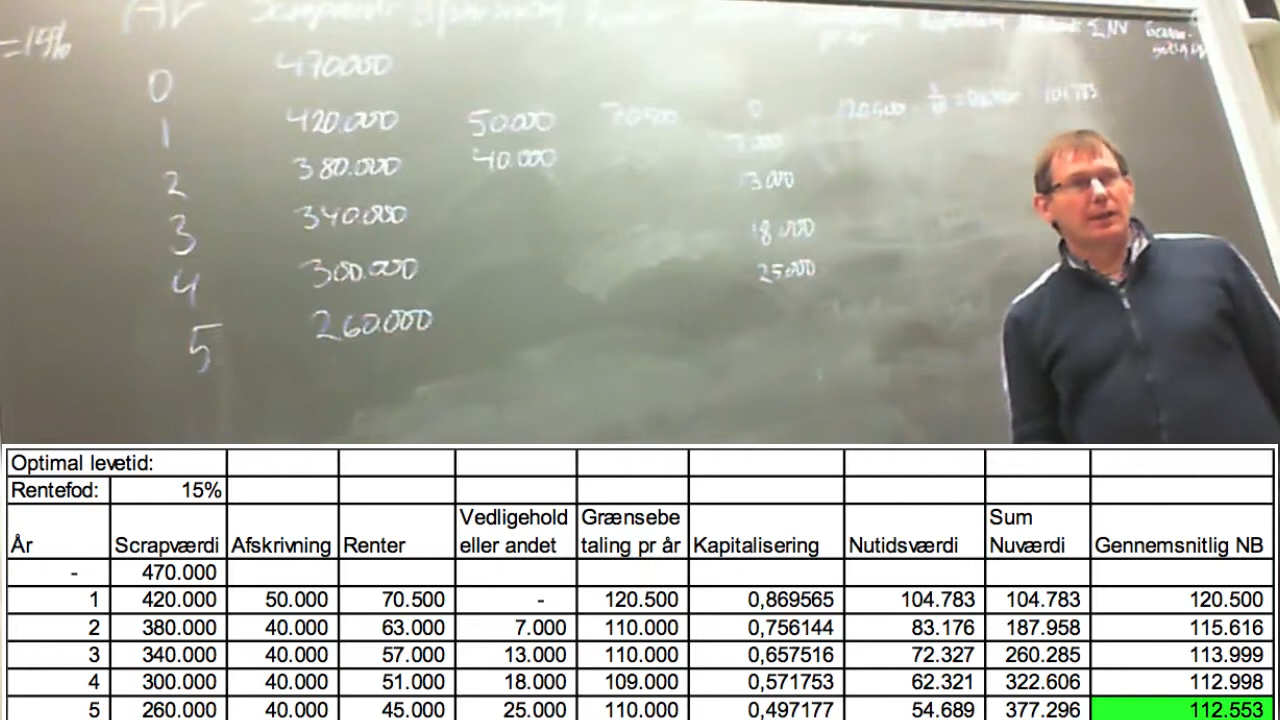 =15%
År
ΣNV
0 470000
1 420.000 50.000 70500 0 120.500 104.783
2 380.000 40.000 7.000
3 340.000 13.000
4 300.000 18.000
5 260.000 25.000
Optimal levetid:
Rentefod: 15%
År Scrapværdi Afskrivning Renter Vedligehold eller andet Grænsebe taling pr år Kapitalisering Nutidsværdi Sum Nuværdi Gennemsnitlig NB
- 470.000
1 420.000 50.000 70.500 - 120.500 0,869565 104.783 104.783 120.500
2 380.000 40.000 63.000 7.000 110.000 0,756144 83.176 187.958 115.616
3 340.000 40.000 57.000 13.000 110.000 0,657516 72.327 260.285 113.999
4 300.000 40.000 51.000 18.000 109.000 0,571753 62.321 322.606 112.998
5 260.000 40.000 45.000 25.000 110.000 0,497177 54.689 377.296 112.553